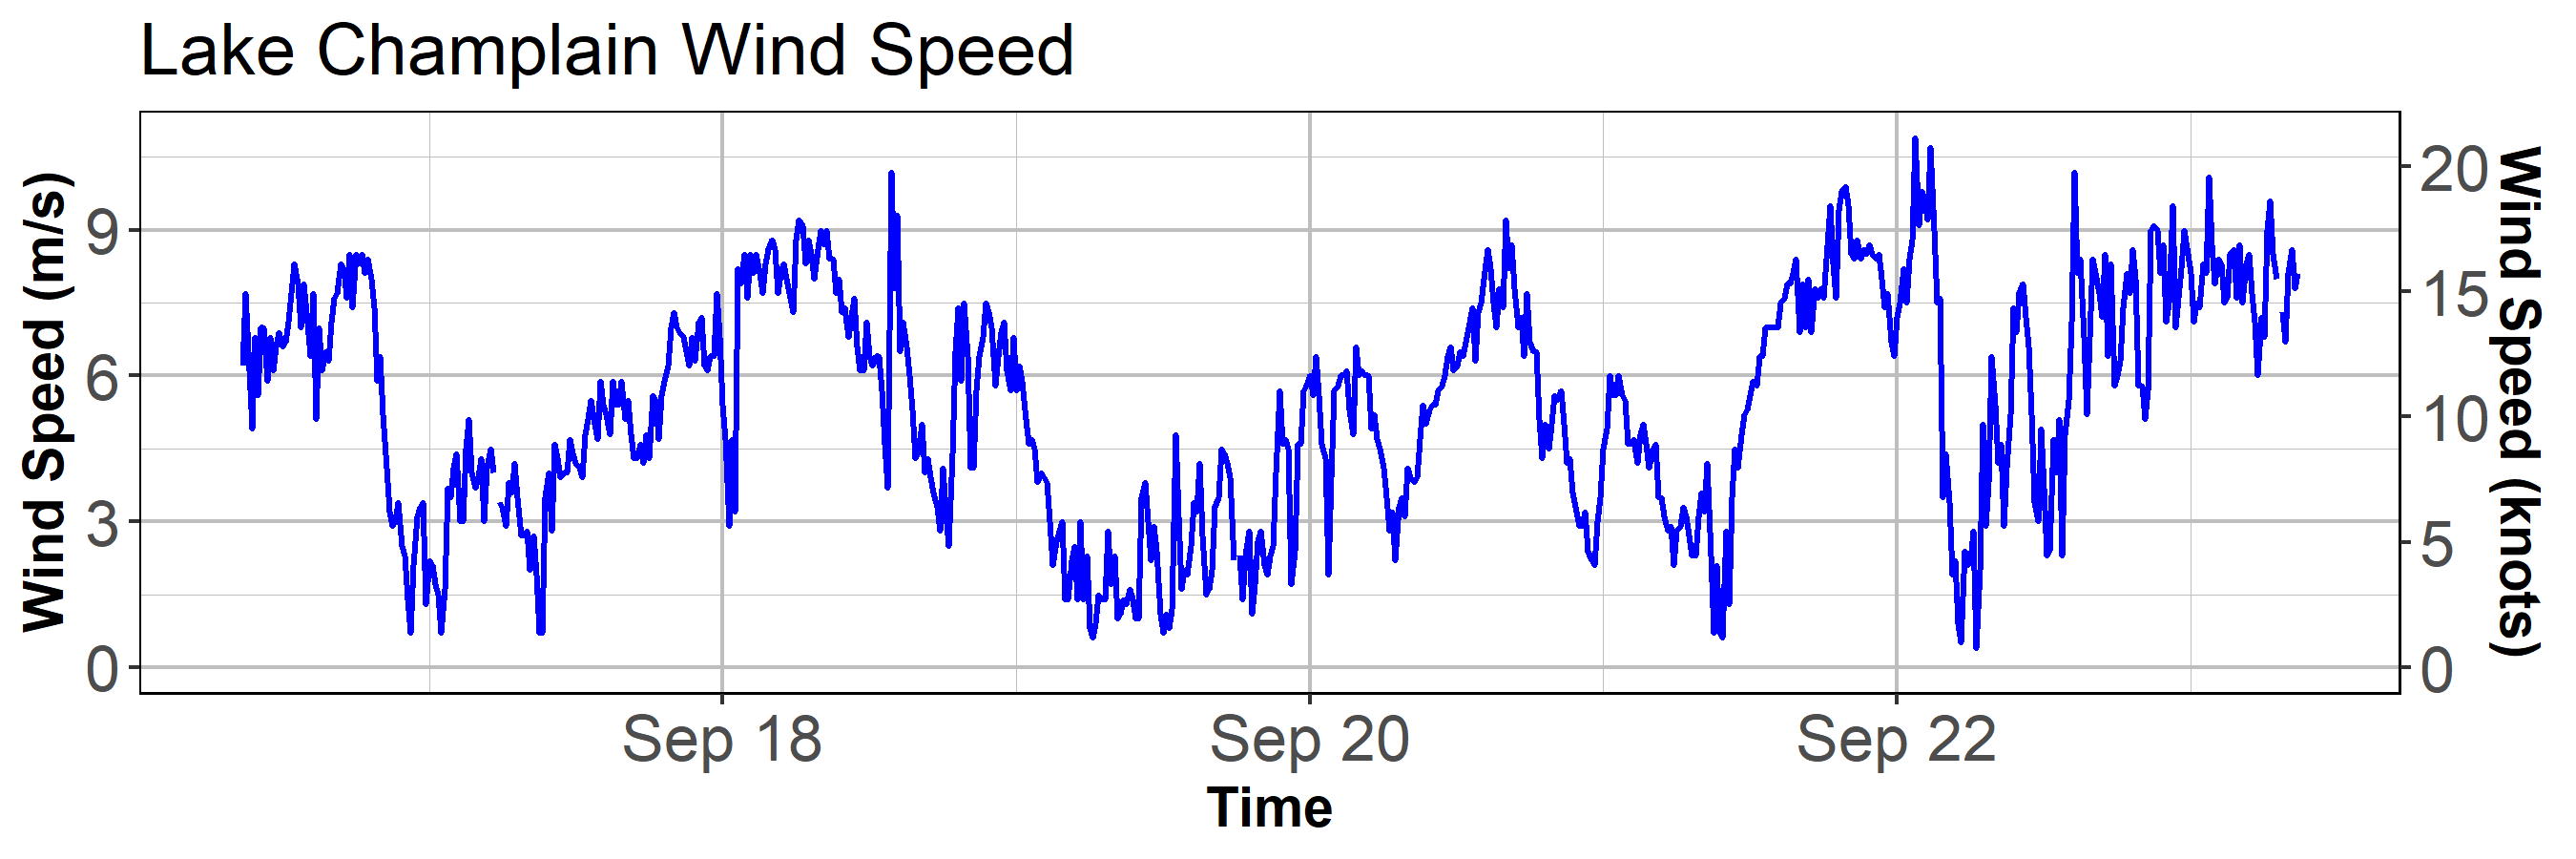 Lake Champlain Wind Speed
Wind Speed (m/s)
9
6
3
0
20
15
10
5
0
Wind Speed (knots)
Sep 18
Sep 20
Sep 22
Time